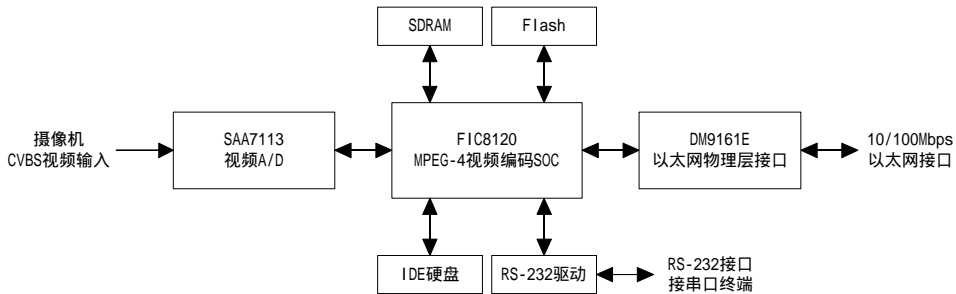 SDRAM
Flash
摄像机
CVBS视频输入
SAA7113
视频A/D
FIC8120
MPEG-4视频编码SOC
DM9161E
以太网物理层接口
10/100Mbps
以太网接口
IDE硬盘
RS-232驱动
RS-232接口
接串口终端